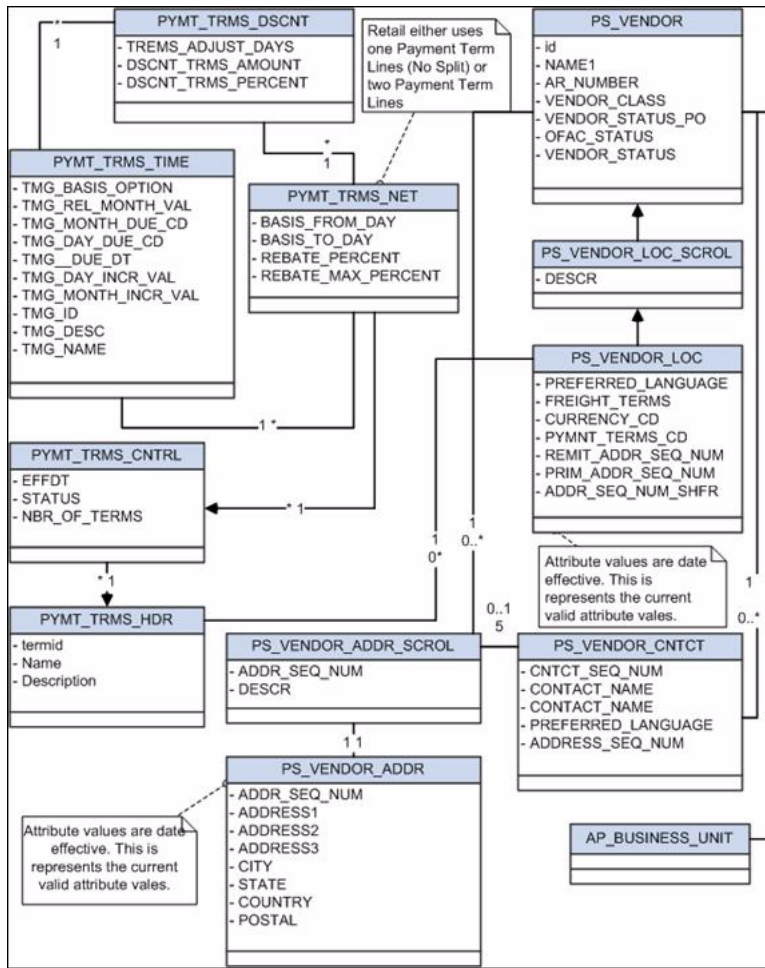 PYMT_TRMS_DSCNT
- TREMS_ADJUST_DAYS
- DSCNT_TRMS_AMOUNT
- DSCNT_TRMS_PERCENT
*
1
Retail either uses
one Payment Term
Lines (No Split) or
two Payment Term
Lines
PS_VENDOR
- id
- NAME1
- AR_NUMBER
- VENDOR_CLASS
- VENDOR_STATUS_PO
- OFAC_STATUS
- VENDOR_STATUS
*
1
PYMT_TRMS_TIME
- TMG_BASIS_OPTION
- TMG_REL_MONTH_VAL
- TMG_MONTH_DUE_CD
- TMG_DAY_DUE_CD
- TMG__DUE_DT
- TMG_DAY_INCR_VAL
- TMG_MONTH_INCR_VAL
- TMG_ID
- TMG_DESC
- TMG_NAME
PYMT_TRMS_NET
- BASIS_FROM_DAY
- BASIS_TO_DAY
- REBATE_PERCENT
- REBATE_MAX_PERCENT
PS_VENDOR_LOC_SCROL
- DESCR
PS_VENDOR_LOC
- PREFERRED_LANGUAGE
- FREIGHT_TERMS
- CURRENCY_CD
- PYMNT_TERMS_CD
- REMIT_ADDR_SEQ_NUM
- PRIM_ADDR_SEQ_NUM
- ADDR_SEQ_NUM_SHFR
1 *
PYMT_TRMS_CNTRL
- EFFDT
- STATUS
- NBR_OF_TERMS
* 1
1
0*
1
0..*
Attribute values are date
effective. This is
represents the current
valid attribute vales.
1
0..*
* 1
PYMT_TRMS_HDR
- termid
- Name
- Description
0..1
5
PS_VENDOR_ADDR_SCROL
- ADDR_SEQ_NUM
- DESCR
PS_VENDOR_CNTCT
- CNTCT_SEQ_NUM
- CONTACT_NAME
- CONTACT_NAME
- PREFERRED_LANGUAGE
- ADDRESS_SEQ_NUM
1 1
PS_VENDOR_ADDR
- ADDR_SEQ_NUM
- ADDRESS1
- ADDRESS2
- ADDRESS3
- CITY
- STATE
- COUNTRY
- POSTAL
Attribute values are date
effective. This is
represents the current
valid attribute vales.
AP_BUSINESS_UNIT